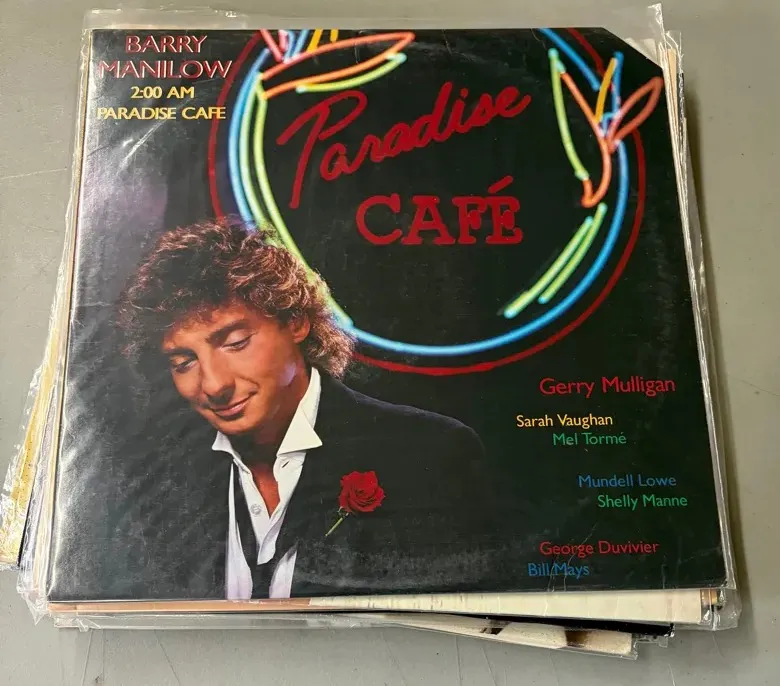 BARRY
MANILOW
2:00 AM
PARADISE CAFE
Paradise
CAFÉ
Gerry Mulligan
Sarah Vaughan
Mel Tormé
Mundell Lowe
Shelly Manne
George Duvivier
Bill Mays